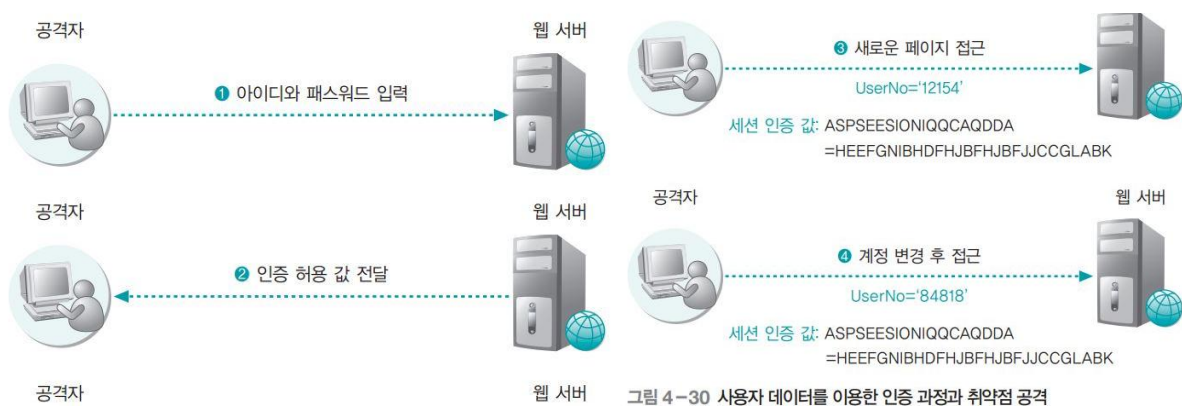 공격자 웹 서버
❶ 아이디와 패스워드 입력
공격자 웹 서버
❷ 인증 허용 값 전달
공격자 웹 서버
❸ 새로운 페이지 접근
UserNo=‘12154’
세션 인증 값: ASPSEESIONIQQCAQDDA
=HEEFGNIBHDFHJBFHJBFJJCCGLABK
공격자 웹 서버
❹ 계정 변경 후 접근
UserNo=‘84818’
세션 인증 값: ASPSEESIONIQQCAQDDA
=HEEFGNIBHDFHJBFHJBFJJCCGLABK
그림 4-30 사용자 데이터를 이용한 인증 과정과 취약점 공격